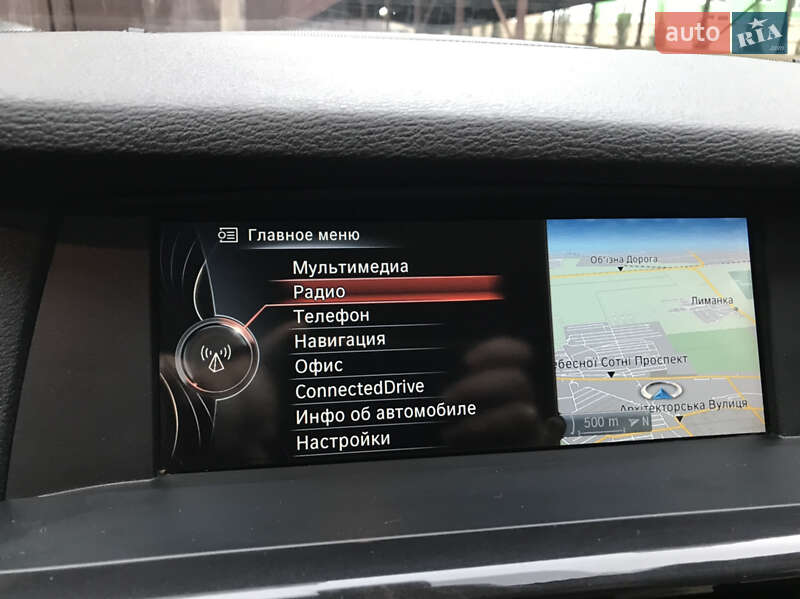 auto RIA .com
Главное меню
Мультимедиа
Радио
Телефон
Навигация
Офис
ConnectedDrive
Инфо об автомобиле
Настройки
Об'їзна Дорога
Лиманка
ебесної Сотні Проспект
Архітекторська Вулиця
500 m N